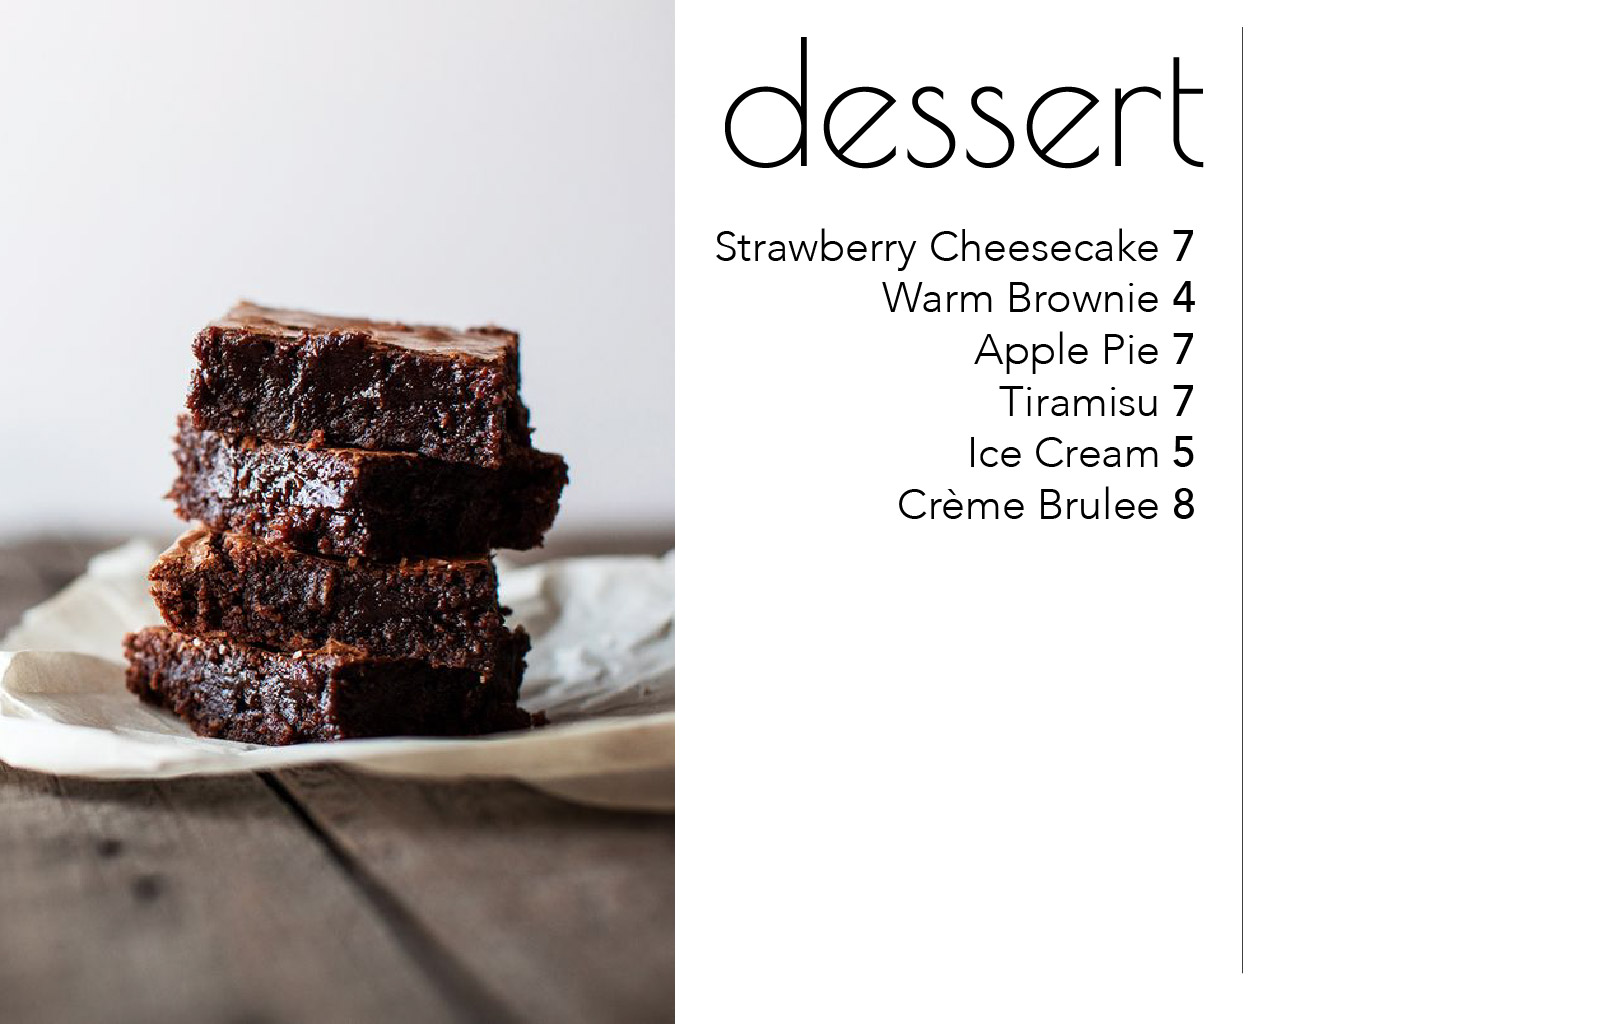 dessert
Strawberry Cheesecake 7
Warm Brownie 4
Apple Pie 7
Tiramisu 7
Ice Cream 5
Crème Brulee 8